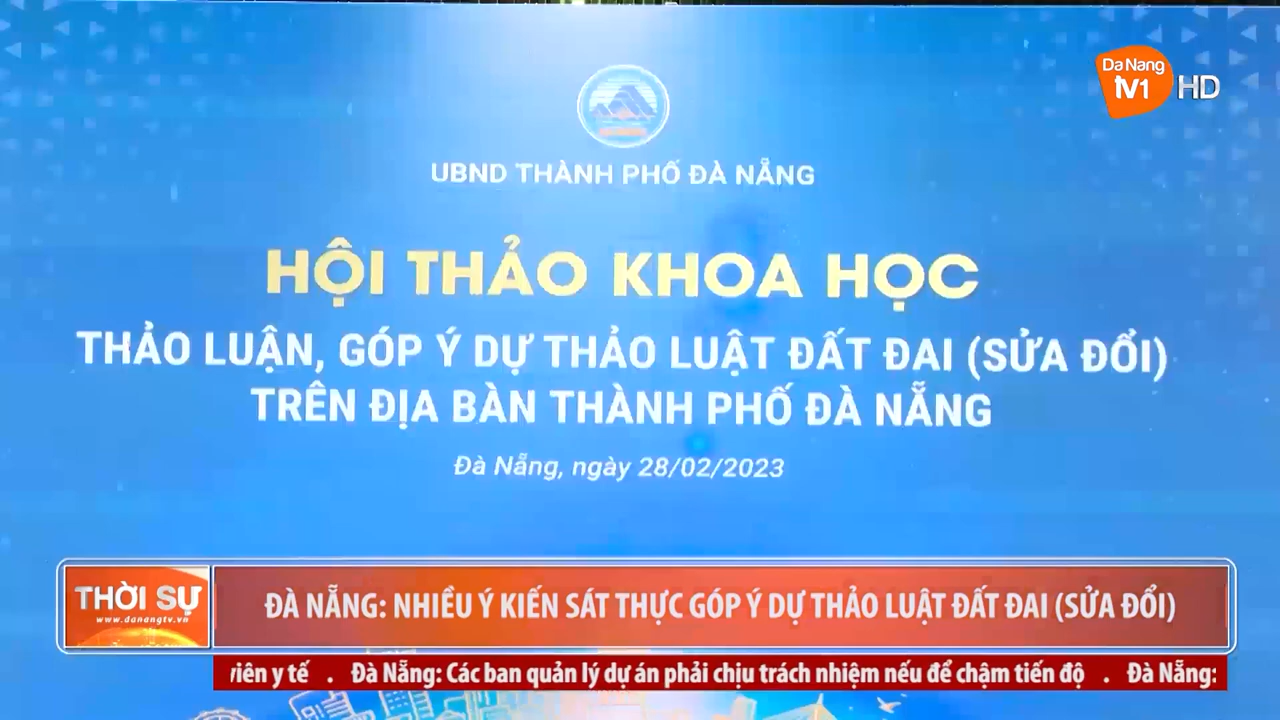 Da Nang
TV1 HD
UBND THÀNH PHỐ ĐÀ NẴNG
HỘI THẢO KHOA HỌC
THẢO LUẬN, GÓP Ý DỰ THẢO LUẬT ĐẤT ĐAI (SỬA ĐỔI)
TRÊN ĐỊA BÀN THÀNH PHỐ ĐÀ NẴNG
Đà Nẵng, ngày 28/02/2023
THỜI SỰ
www.danangtv.vn
ĐÀ NẴNG: NHIỀU Ý KIẾN SÁT THỰC GÓP Ý DỰ THẢO LUẬT ĐẤT ĐAI (SỬA ĐỔI)
viên y tế . Đà Nẵng: Các ban quản lý dự án phải chịu trách nhiệm nếu để chậm tiến độ . Đà Nẵng: